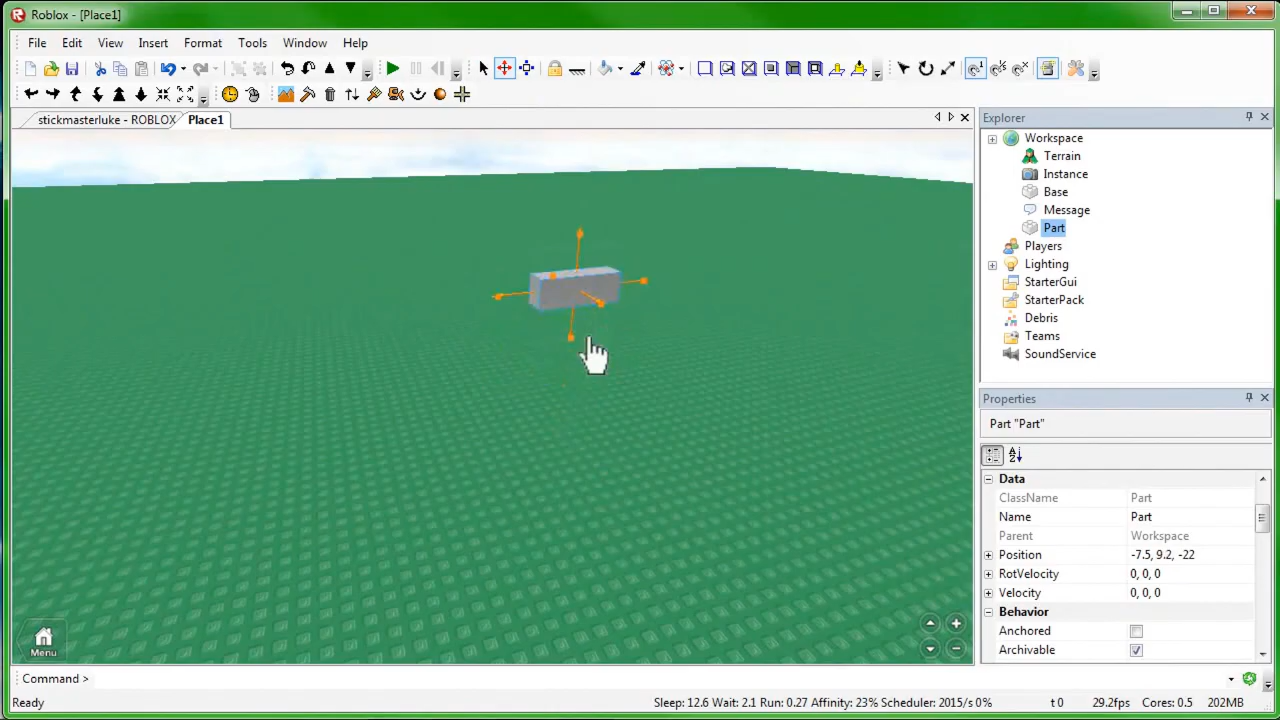 Roblox - [Place1]
File Edit View Insert Format Tools Window Help
stickmasterluke - ROBLOX Place1
Explorer
Workspace
Terrain
Instance
Base
Message
Part
Players
Lighting
StarterGui
StarterPack
Debris
Teams
SoundService
Properties
Part "Part"
Data
ClassName Part
Name Part
Parent Workspace
Position -7.5, 9.2, -22
RotVelocity 0, 0, 0
Velocity 0, 0, 0
Behavior
Anchored
Archivable
Menu
Command >
Ready Sleep: 12.6 Wait: 2.1 Run: 0.27 Affinity: 23% Scheduler: 2015/s 0% t 0 29.2fps Cores: 0.5 202MB